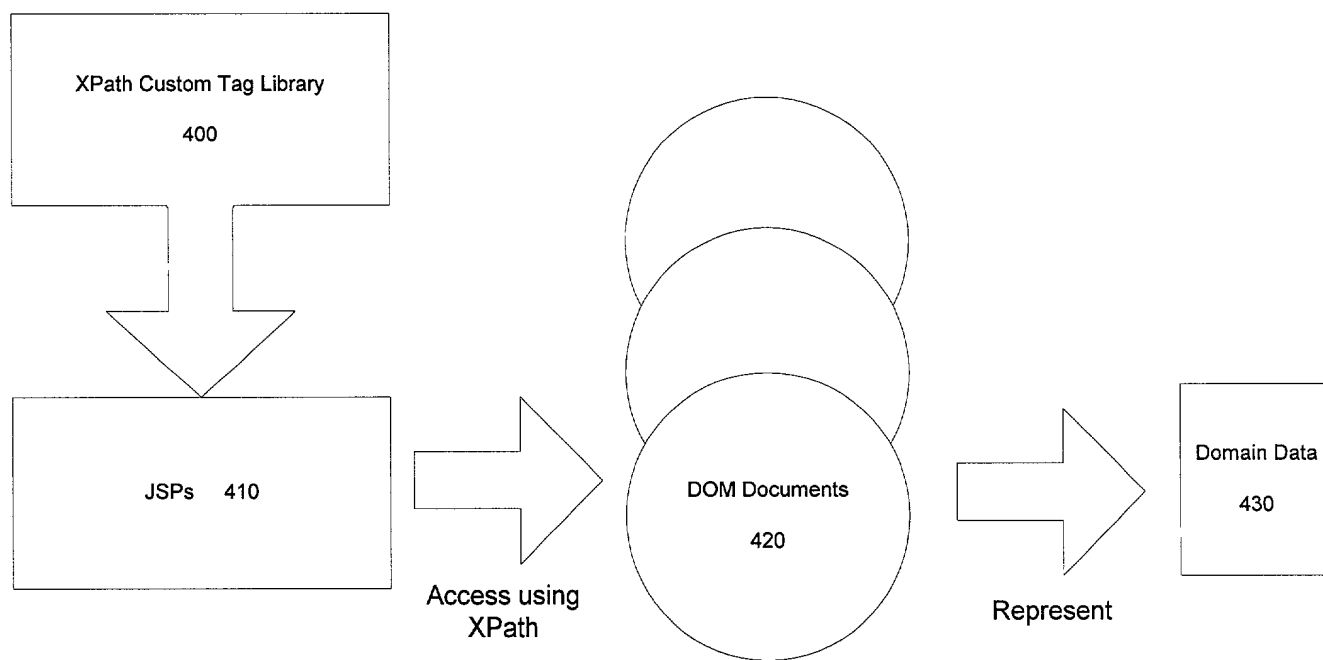 XPath Custom Tag Library
400
JSPs 410
Access using
XPath
DOM Documents
420
Represent
Domain Data
430